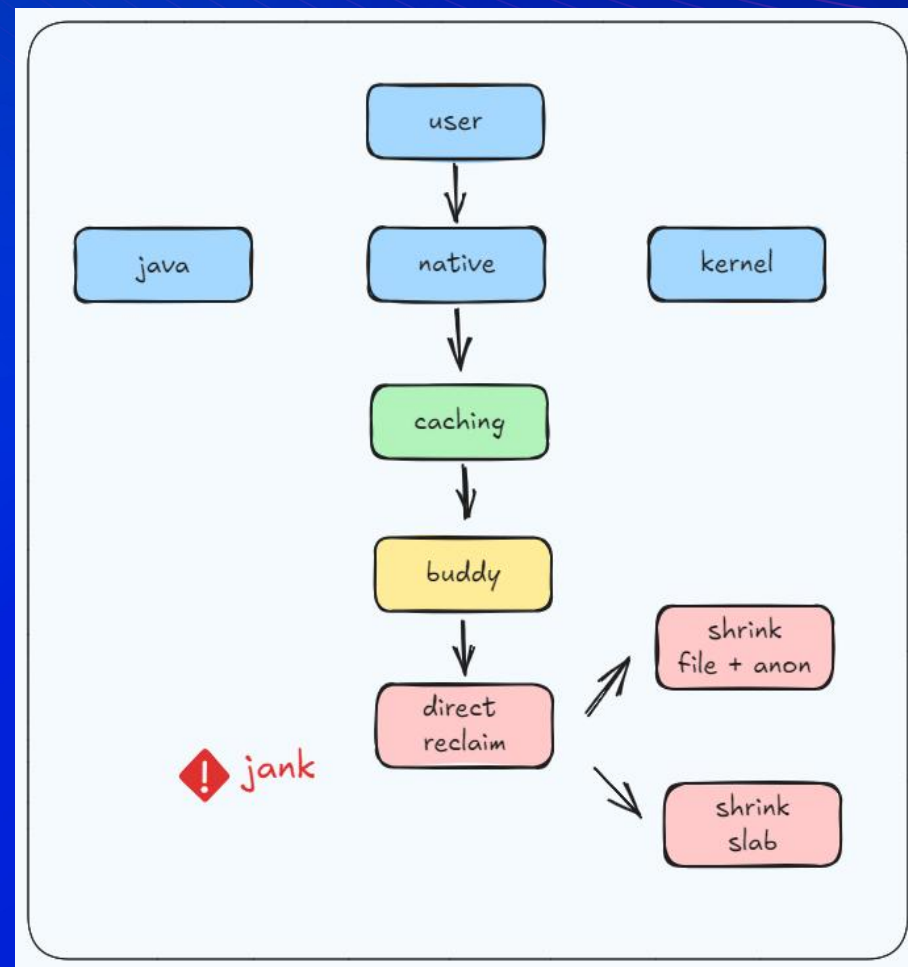 user
java
native
kernel
caching
buddy
shrink
file + anon
direct
reclaim
! jank
shrink
slab